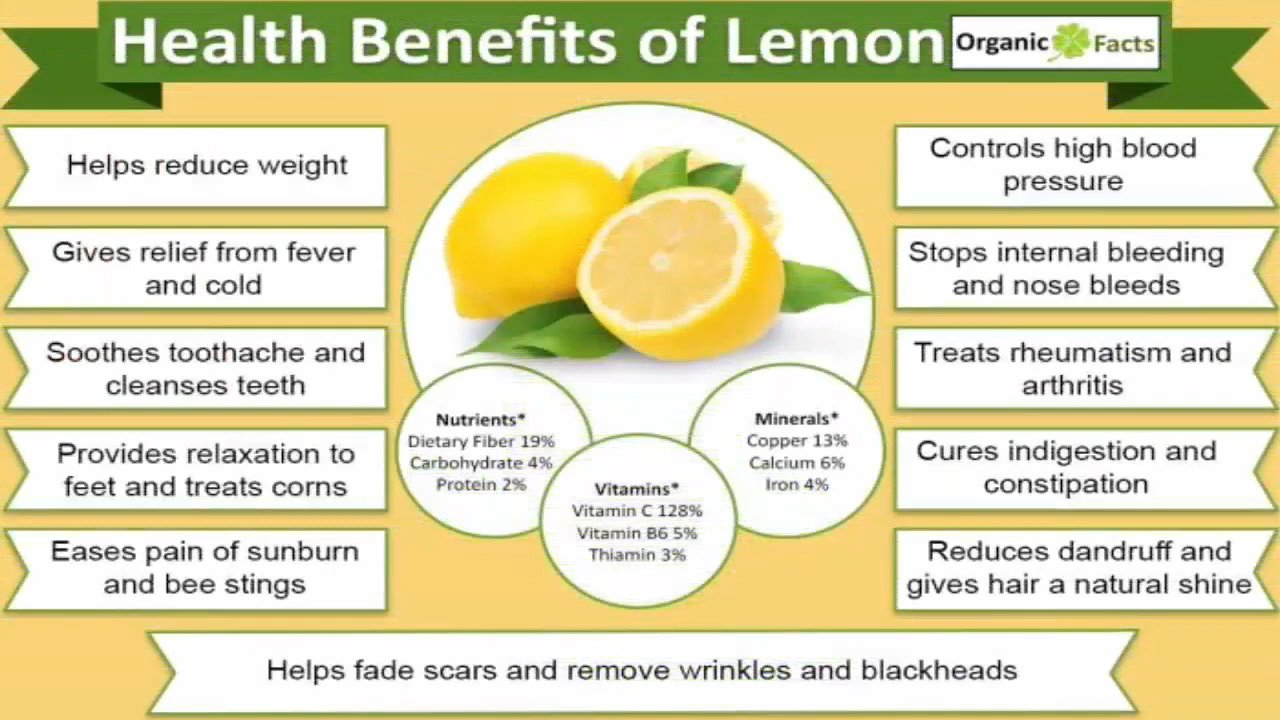 Health Benefits of Lemon
Organic Facts
Helps reduce weight
Gives relief from fever
and cold
Soothes toothache and
cleanses teeth
Provides relaxation to
feet and treats corns
Eases pain of sunburn
and bee stings
Nutrients*
Dietary Fiber 19%
Carbohydrate 4%
Protein 2%
Vitamins*
Vitamin C 128%
Vitamin B6 5%
Thiamin 3%
Minerals*
Copper 13%
Calcium 6%
Iron 4%
Controls high blood
pressure
Stops internal bleeding
and nose bleeds
Treats rheumatism and
arthritis
Cures indigestion and
constipation
Reduces dandruff and
gives hair a natural shine
Helps fade scars and remove wrinkles and blackheads